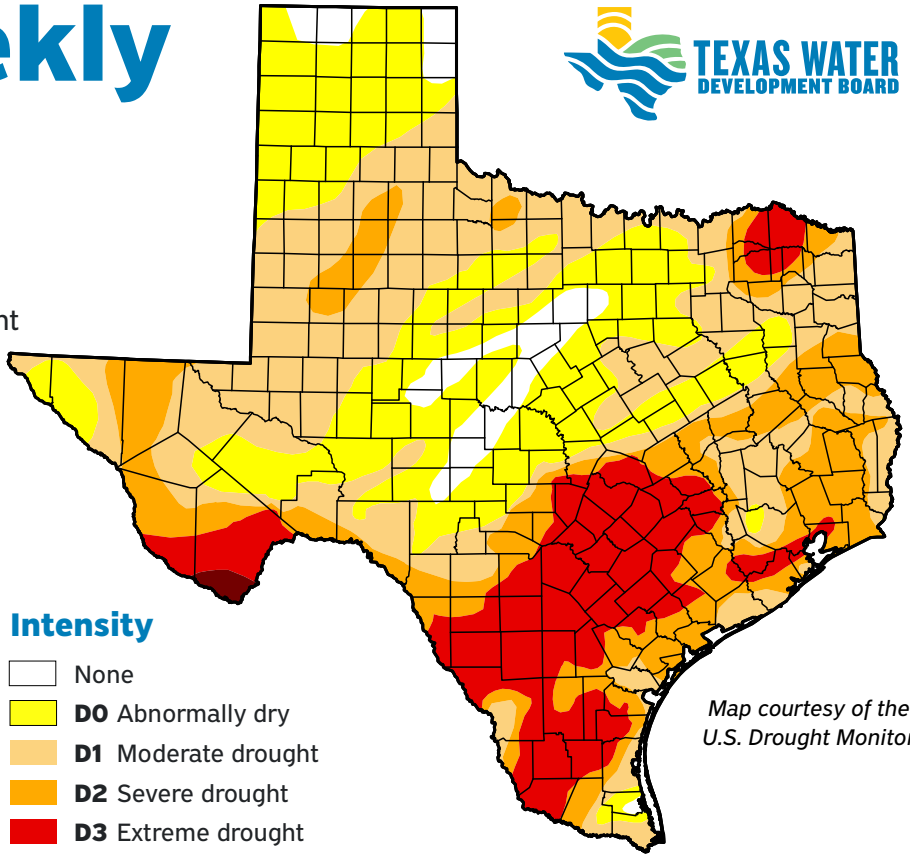 ekly
TEXAS WATER
DEVELOPMENT BOARD
nt
Intensity
None
D0 Abnormally dry
D1 Moderate drought
D2 Severe drought
D3 Extreme drought
Map courtesy of the
U.S. Drought Monitor